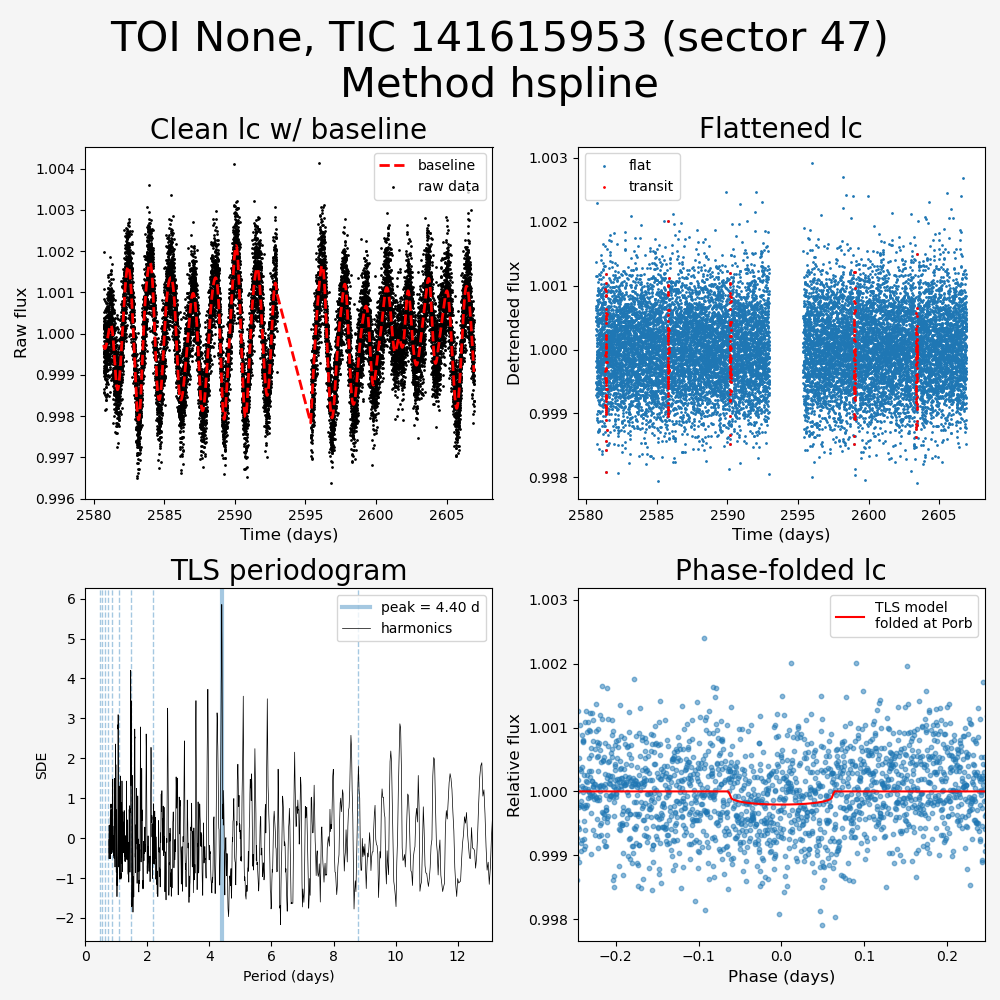 TOI None, TIC 141615953 (sector 47)
Method hspline
Clean lc w/ baseline
Raw flux
1.004
1.003
1.002
1.001
1.000
0.999
0.998
0.997
0.996
baseline
raw data
2580
2585
2590
2595
2600
2605
Time (days)
Flattened lc
Detrended flux
1.003
1.002
1.001
1.000
0.999
0.998
flat
transit
2580
2585
2590
2595
2600
2605
Time (days)
TLS periodogram
SDE
6
5
4
3
2
1
0
−1
−2
peak = 4.40 d
harmonics
0
2
4
6
8
10
12
Period (days)
Phase-folded lc
Relative flux
1.003
1.002
1.001
1.000
0.999
0.998
TLS model
folded at Porb
−0.2
−0.1
0.0
0.1
0.2
Phase (days)